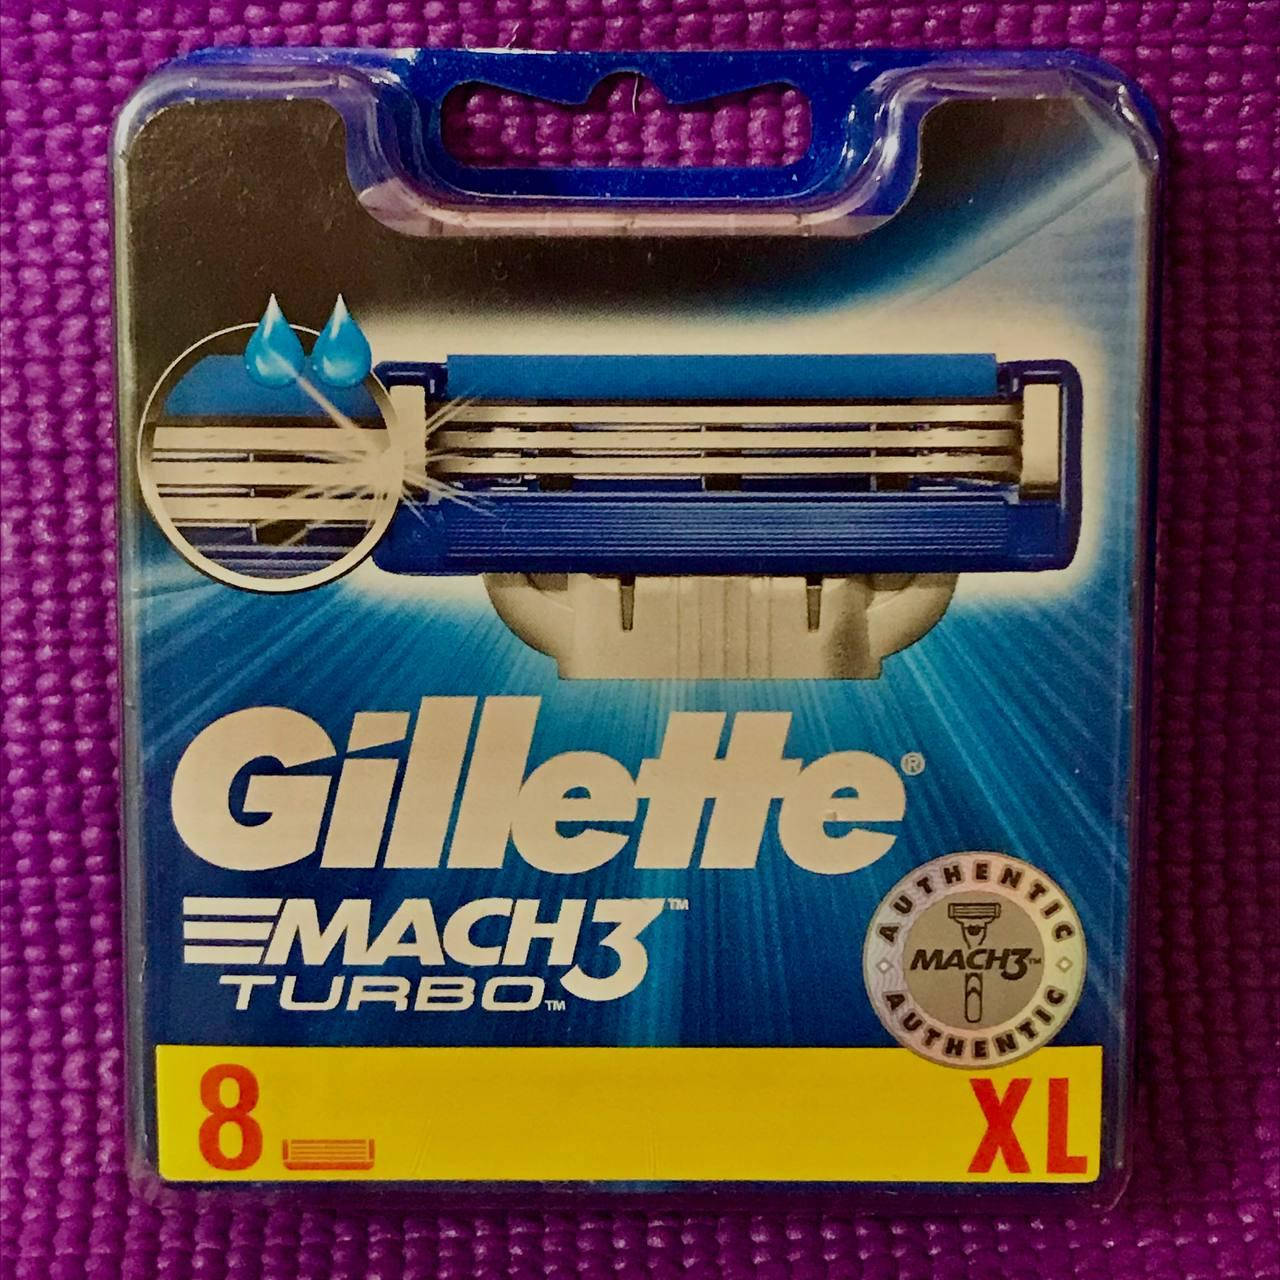 Gillette®
MACH3™
TURBO™
AUTHENTIC
MACH3™
AUTHENTIC
8
XL